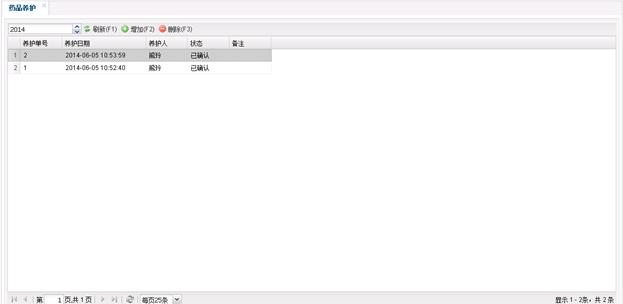 药品养护
2014 刷新(F1) 增加(F2) 删除(F3)
养护单号 养护日期 养护人 状态 备注
1 2 2014-06-05 10:53:59 熊玲 已确认
2 1 2014-06-05 10:52:40 熊玲 已确认
第 1 页,共 1 页 每页25条 显示 1 - 2条，共 2 条